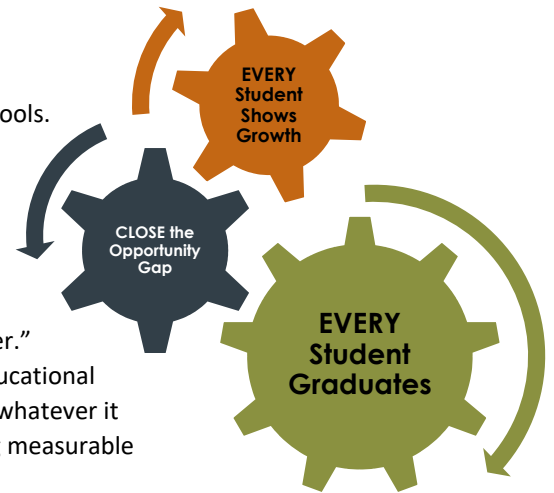 EVERY
Student
Shows
Growth
ools.
CLOSE the
Opportunity
Gap
er.”
ucational
whatever it
g measurable
EVERY
Student
Graduates